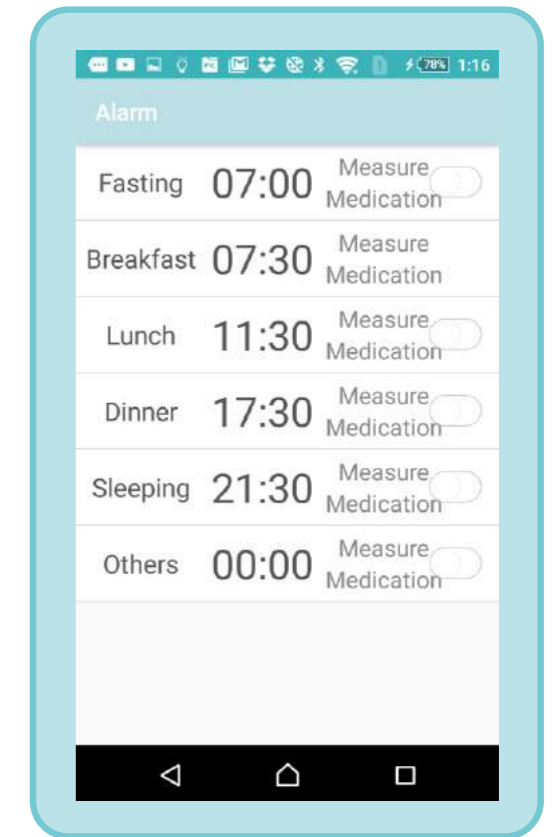 78% 1:16
Alarm
Fasting 07:00 Measure
Medication
Breakfast 07:30 Measure
Medication
Lunch 11:30 Measure
Medication
Dinner 17:30 Measure
Medication
Sleeping 21:30 Measure
Medication
Others 00:00 Measure
Medication